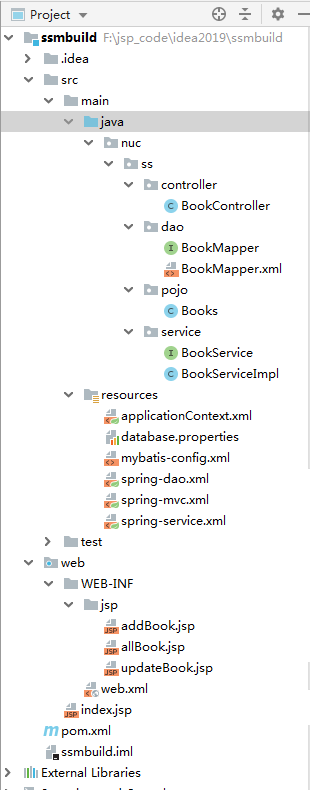 Project
ssmbuild F:\jsp_code\idea2019\ssmbuild
.idea
src
main
java
nuc
ss
controller
BookController
dao
BookMapper
BookMapper.xml
pojo
Books
service
BookService
BookServiceImpl
resources
applicationContext.xml
database.properties
mybatis-config.xml
spring-dao.xml
spring-mvc.xml
spring-service.xml
test
web
WEB-INF
jsp
addBook.jsp
allBook.jsp
updateBook.jsp
web.xml
index.jsp
pom.xml
ssmbuild.iml
External Libraries